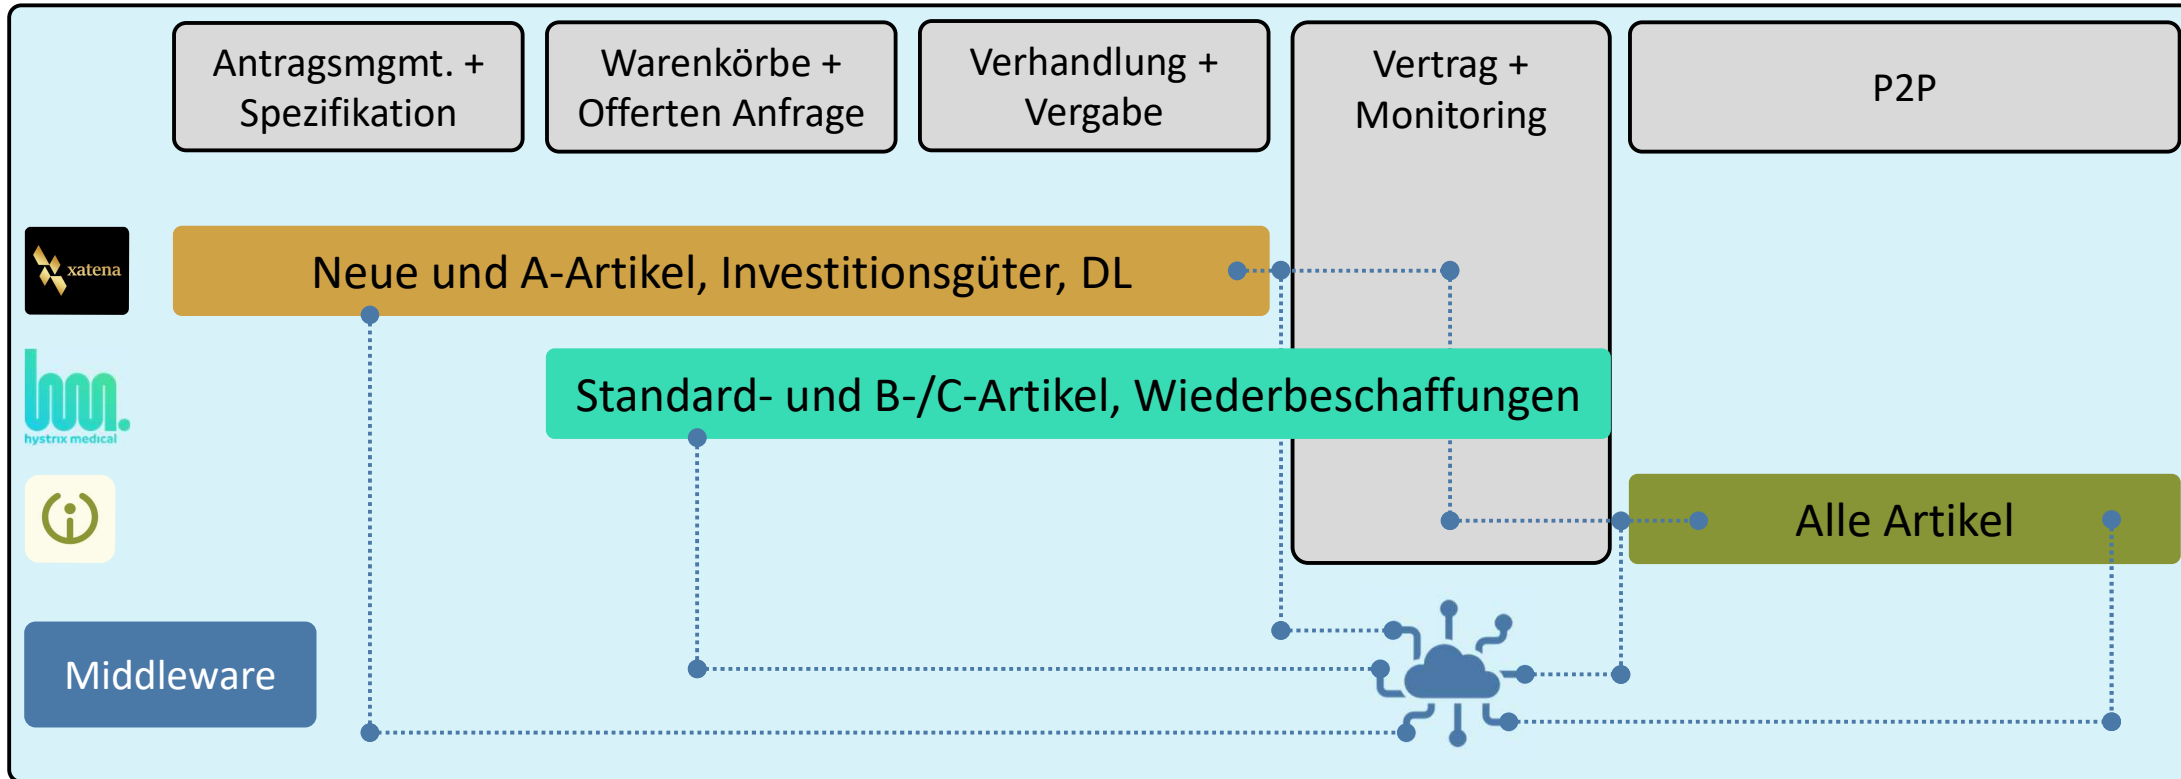 Antragsmgmt. +
Spezifikation
Warenkörbe +
Offerten Anfrage
Verhandlung +
Vergabe
Vertrag +
Monitoring
P2P
xatena
Neue und A-Artikel, Investitionsgüter, DL
hystrix medical
Standard- und B-/C-Artikel, Wiederbeschaffungen
Alle Artikel
Middleware